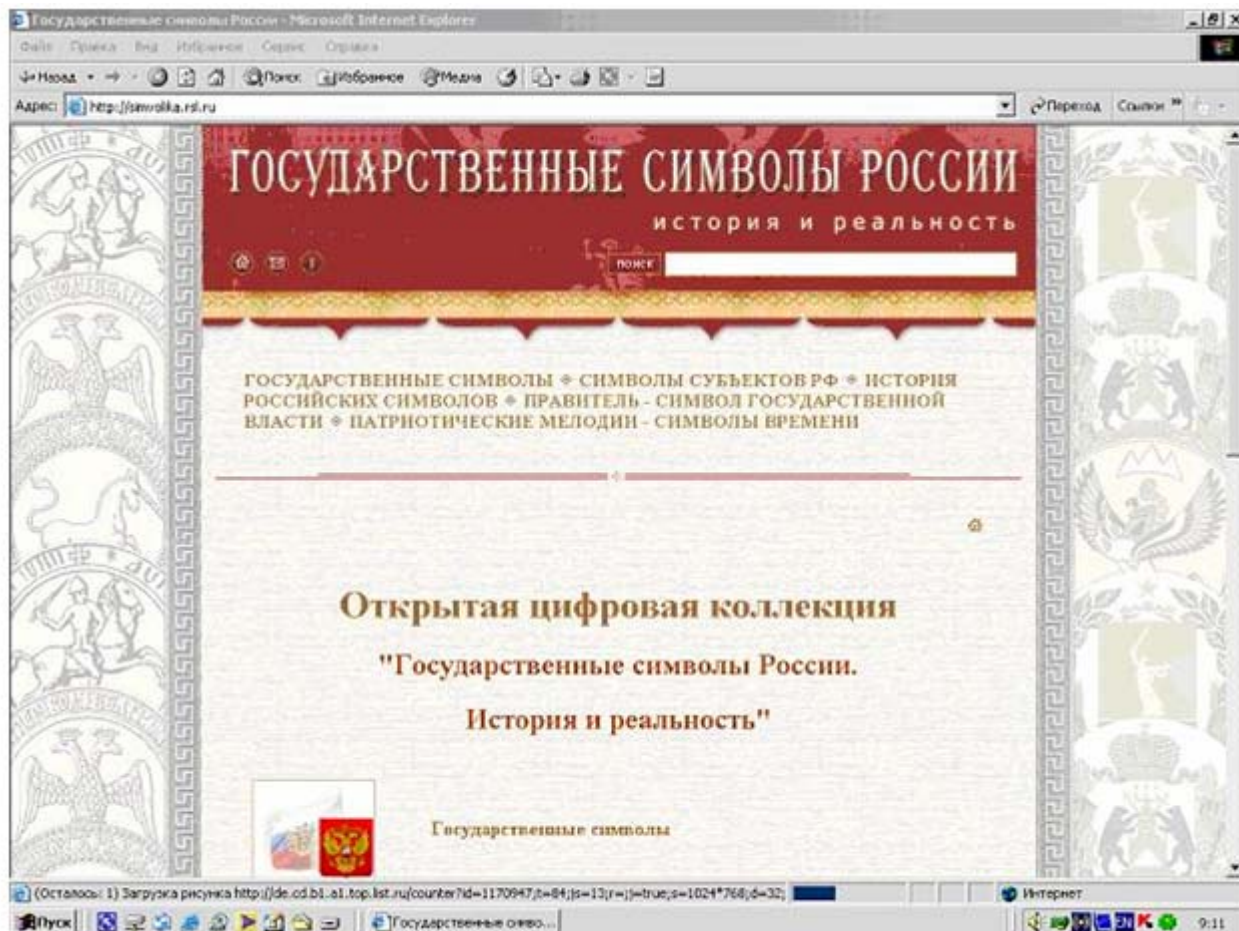 Государственные символы России - Microsoft Internet Explorer
Файл Правка Вид Избранное Сервис Справка
Назад Поиск Избранное Медиа
Адрес: http://simvolika.rsl.ru Переход Ссылки »
ГОСУДАРСТВЕННЫЕ СИМВОЛЫ РОССИИ
история и реальность
поиск
ГОСУДАРСТВЕННЫЕ СИМВОЛЫ СИМВОЛЫ СУБЪЕКТОВ РФ ИСТОРИЯ
РОССИЙСКИХ СИМВОЛОВ ПРАВИТЕЛЬ - СИМВОЛ ГОСУДАРСТВЕННОЙ
ВЛАСТИ ПАТРИОТИЧЕСКИЕ МЕЛОДИИ - СИМВОЛЫ ВРЕМЕНИ
Открытая цифровая коллекция
"Государственные символы России.
История и реальность"
Государственные символы
(Осталось: 1) Загрузка рисунка http://de.cd.b1.a1.top.list.ru/counter?id=1170947;t=84;js=13;r=;j=true;s=1024*768;d=32; Интернет
Пуск Государственные симво... EN 9:11